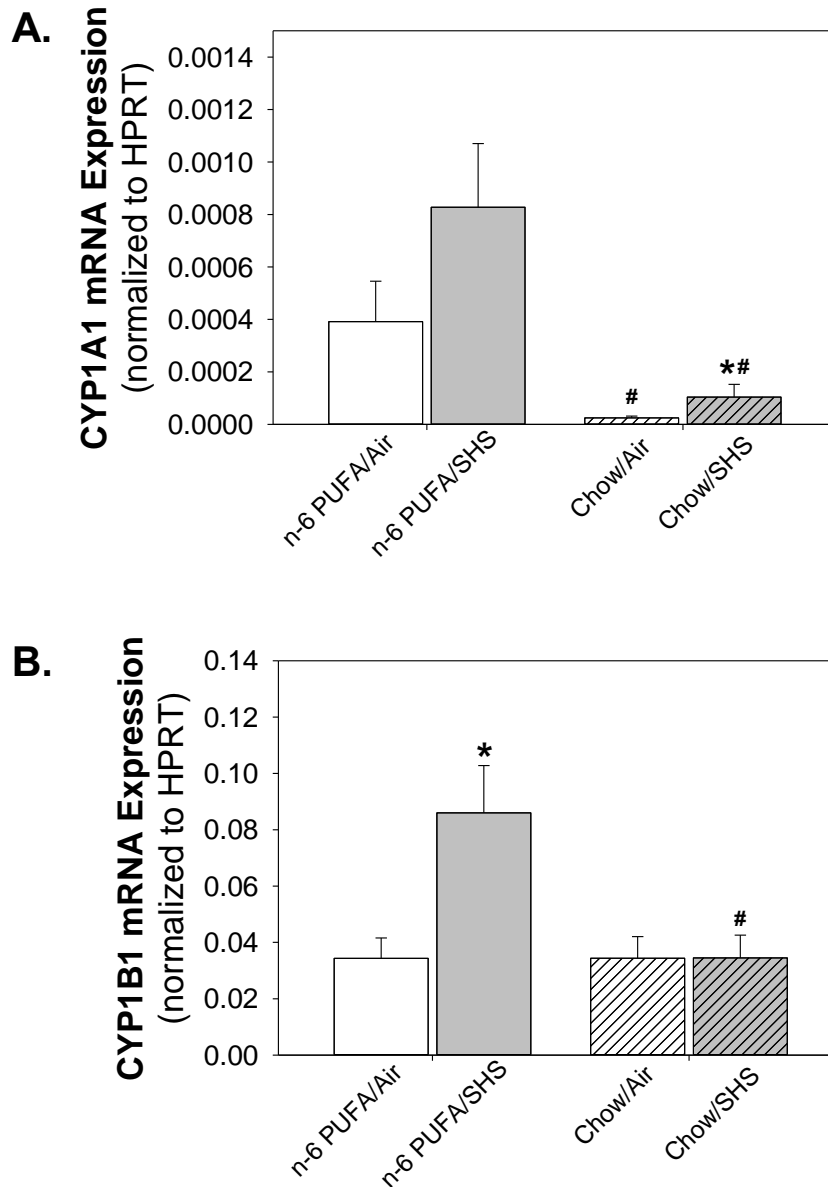 A.
CYP1A1 mRNA Expression
(normalized to HPRT)
0.0014
0.0012
0.0010
0.0008
0.0006
0.0004
0.0002
0.0000
#
*#
n-6 PUFA/Air
n-6 PUFA/SHS
Chow/Air
Chow/SHS
B.
CYP1B1 mRNA Expression
(normalized to HPRT)
0.14
0.12
0.10
0.08
0.06
0.04
0.02
0.00
*
#
n-6 PUFA/Air
n-6 PUFA/SHS
Chow/Air
Chow/SHS